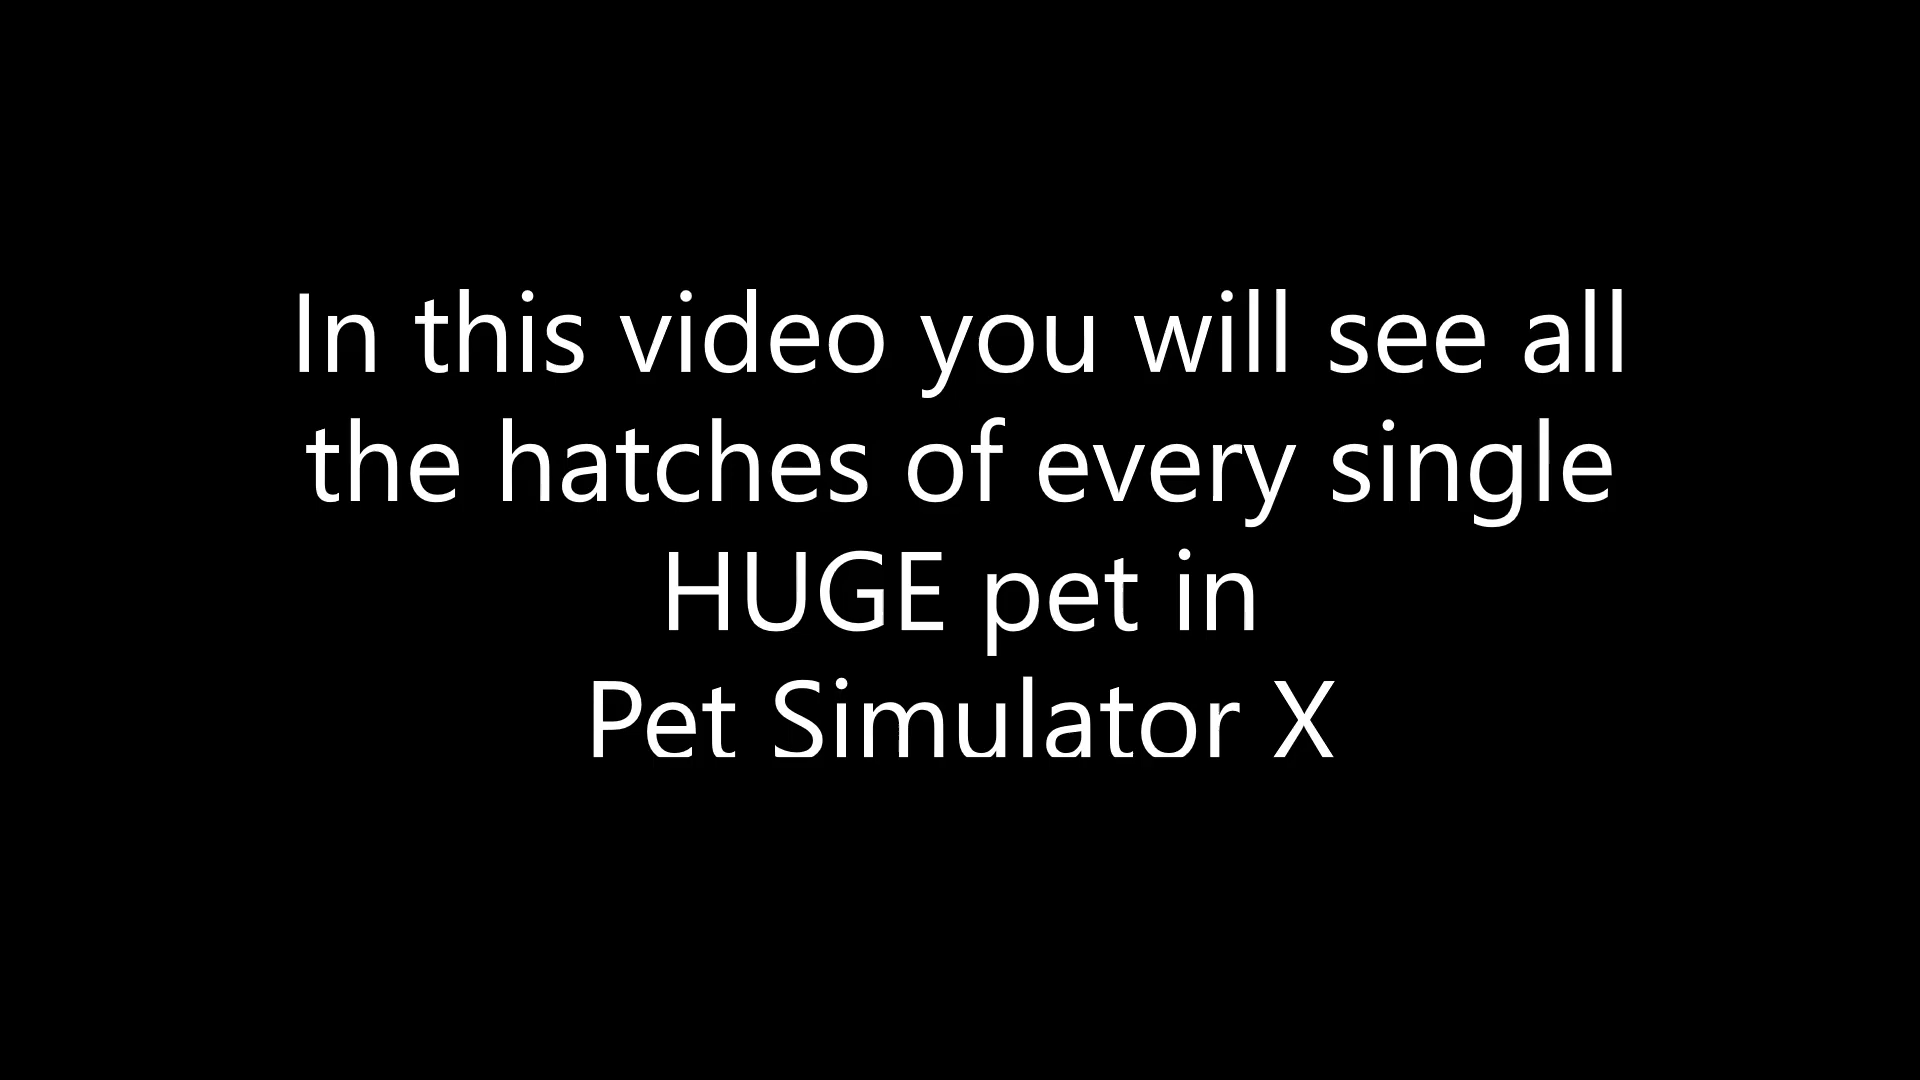 In this video you will see all
the hatches of every single
HUGE pet in
Pet Simulator X